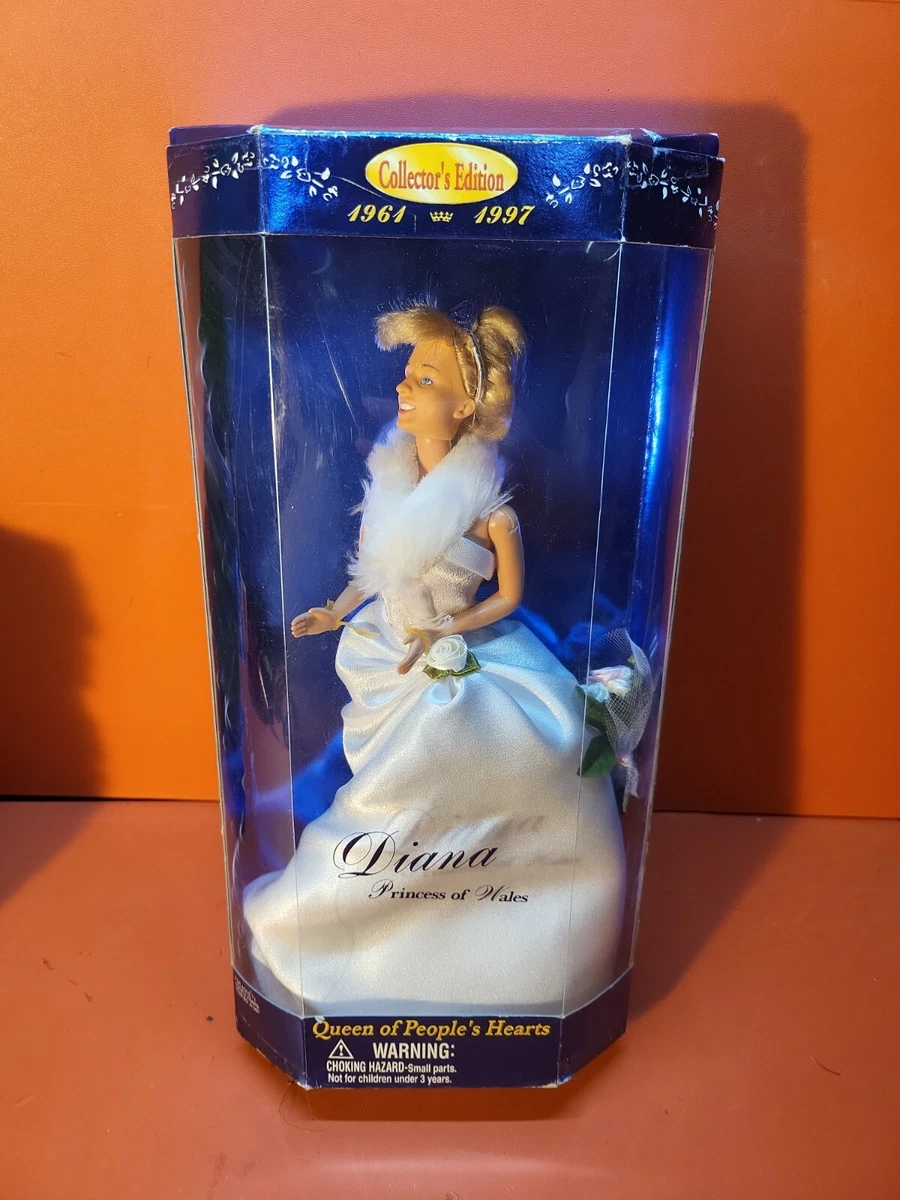 Collector's Edition
1961 1997
Diana
Princess of Wales
Queen of People's Hearts
WARNING:
CHOKING HAZARD-Small parts.
Not for children under 3 years.